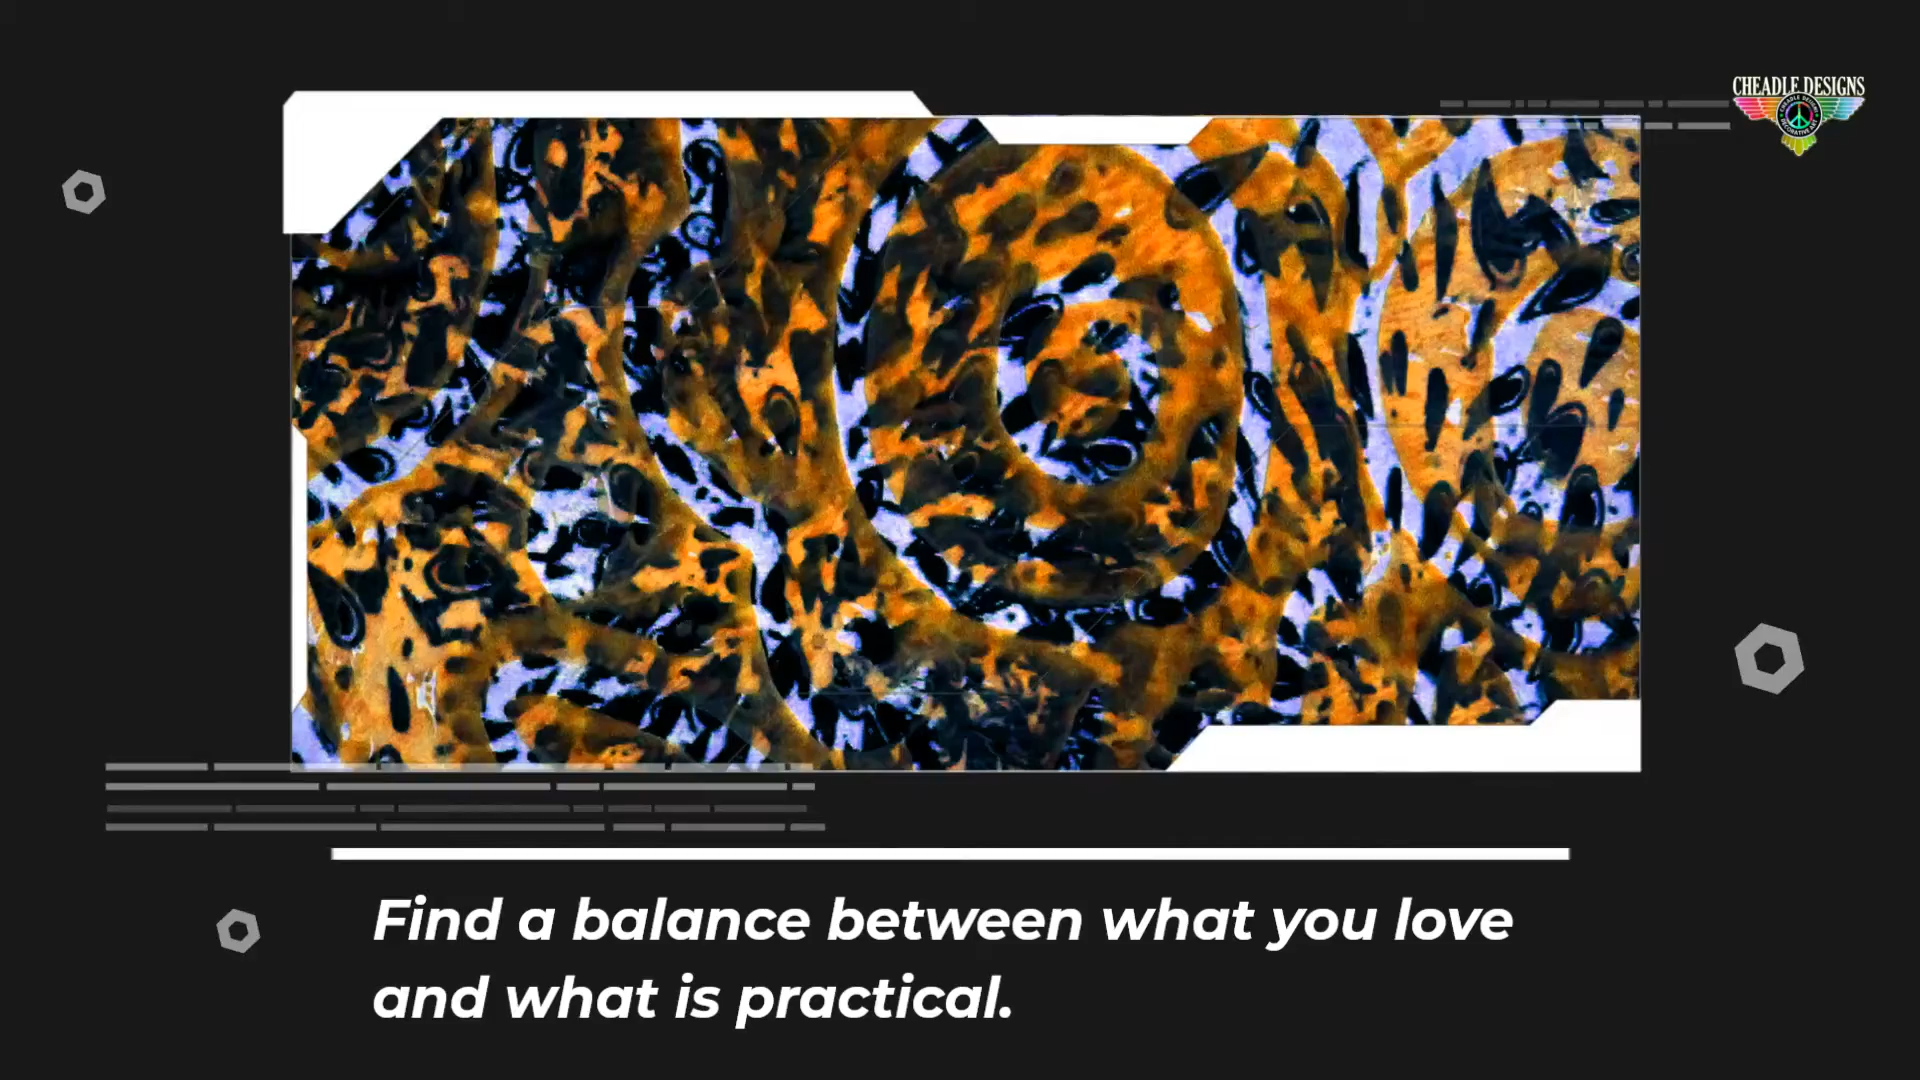 CHEADLE DESIGNS
Find a balance between what you love
and what is practical.